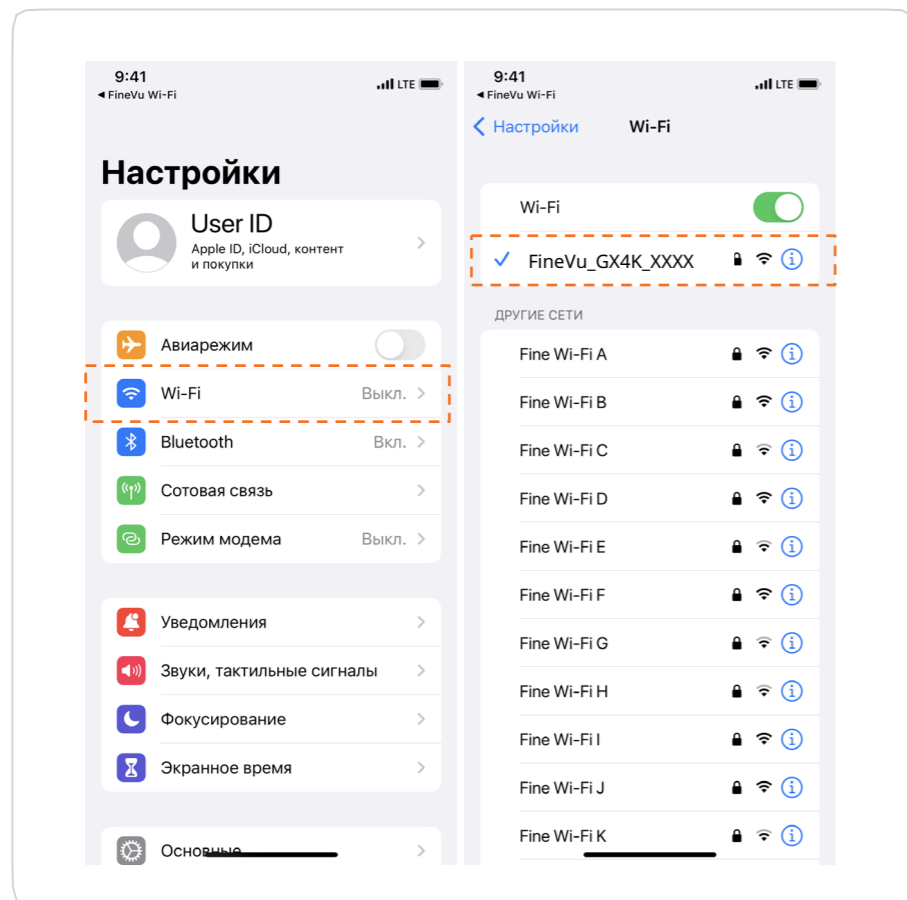 9:41
LTE
◀ FineVu Wi-Fi
Настройки
User ID
Apple ID, iCloud, контент
и покупки
Авиарежим
Wi-Fi Выкл.
Bluetooth Вкл.
Сотовая связь
Режим модема Выкл.
Уведомления
Звуки, тактильные сигналы
Фокусирование
Экранное время
Основные
9:41
LTE
◀ FineVu Wi-Fi
Настройки Wi-Fi
Wi-Fi
FineVu_GX4K_XXXX
ДРУГИЕ СЕТИ
Fine Wi-Fi A
Fine Wi-Fi B
Fine Wi-Fi C
Fine Wi-Fi D
Fine Wi-Fi E
Fine Wi-Fi F
Fine Wi-Fi G
Fine Wi-Fi H
Fine Wi-Fi I
Fine Wi-Fi J
Fine Wi-Fi K